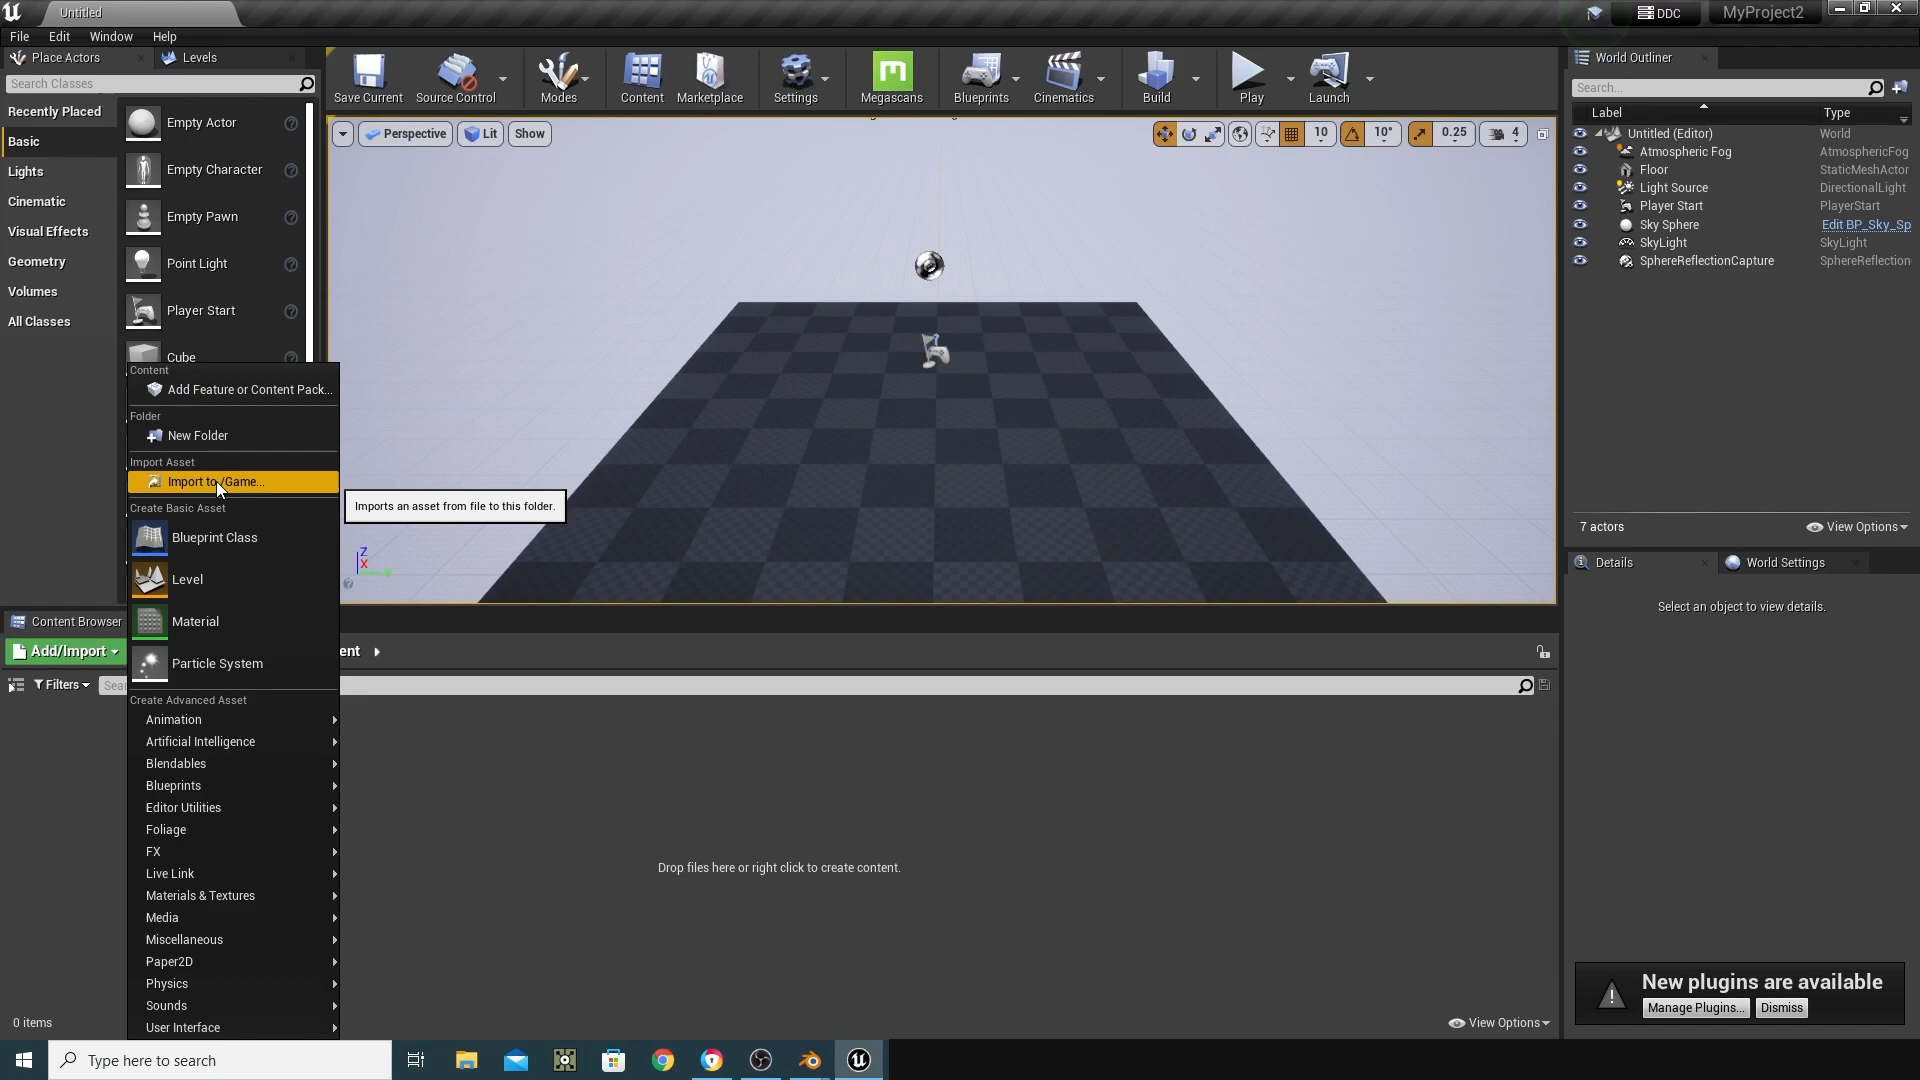 Untitled
DDC
MyProject2
File Edit Window Help
Place Actors
Levels
Search Classes
Recently Placed
Basic
Lights
Cinematic
Visual Effects
Geometry
Volumes
All Classes
Empty Actor
Empty Character
Empty Pawn
Point Light
Player Start
Cube
Save Current
Source Control
Modes
Content
Marketplace
Settings
Megascans
Blueprints
Cinematics
Build
Play
Launch
Perspective
Lit
Show
10
10°
0.25
4
Z
X
Content
Add Feature or Content Pack...
Folder
New Folder
Import Asset
Import to /Game...
Imports an asset from file to this folder.
Create Basic Asset
Blueprint Class
Level
Material
Particle System
Create Advanced Asset
Animation
Artificial Intelligence
Blendables
Blueprints
Editor Utilities
Foliage
FX
Live Link
Materials & Textures
Media
Miscellaneous
Paper2D
Physics
Sounds
User Interface
Content Browser
Add/Import
ent
Filters
Sear
Drop files here or right click to create content.
0 items
View Options
World Outliner
Search...
Label Type
Untitled (Editor) World
Atmospheric Fog AtmosphericFog
Floor StaticMeshActor
Light Source DirectionalLight
Player Start PlayerStart
Sky Sphere Edit BP_Sky_Sp
SkyLight SkyLight
SphereReflectionCapture SphereReflection
7 actors
View Options
Details
World Settings
Select an object to view details.
New plugins are available
Manage Plugins...
Dismiss
Type here to search